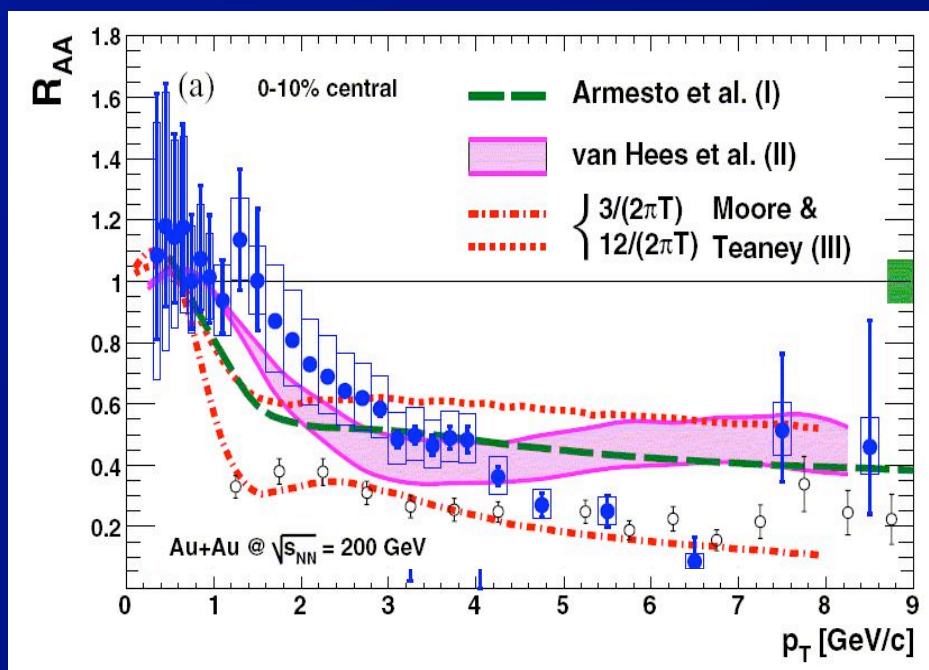 R_AA
1.8
1.6
1.4
1.2
1
0.8
0.6
0.4
0.2
(a) 0-10% central
Armesto et al. (I)
van Hees et al. (II)
3/(2πT) Moore &
12/(2πT) Teaney (III)
Au+Au @ √s_NN = 200 GeV
0 1 2 3 4 5 6 7 8 9
p_T [GeV/c]